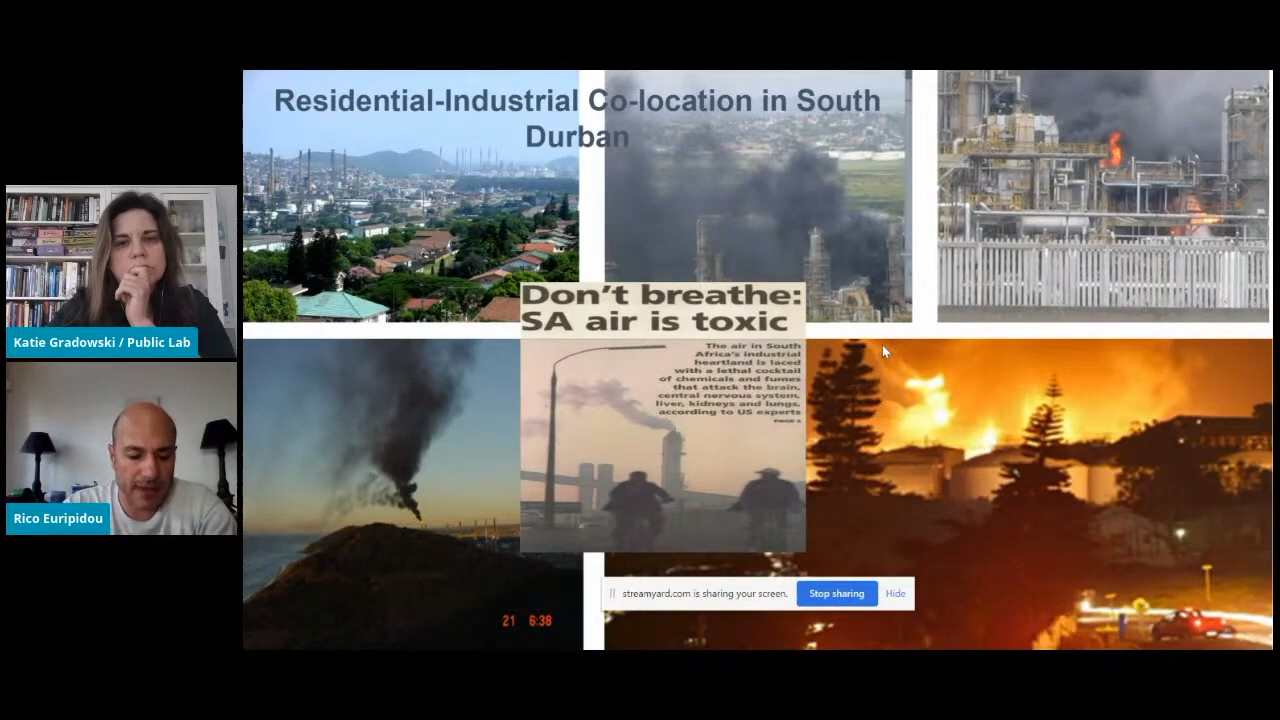 Residential-Industrial Co-location in South
Durban
Katie Gradowski / Public Lab
Rico Euripidou
Don't breathe:
SA air is toxic
The air in South
Africa's industrial
heartland is laced
with a lethal cocktail
of chemicals and fumes
that attack the brain,
central nervous system,
liver, kidneys and lungs,
according to US experts
PAGE 5
21 6:38
streamyard.com is sharing your screen.
Stop sharing
Hide